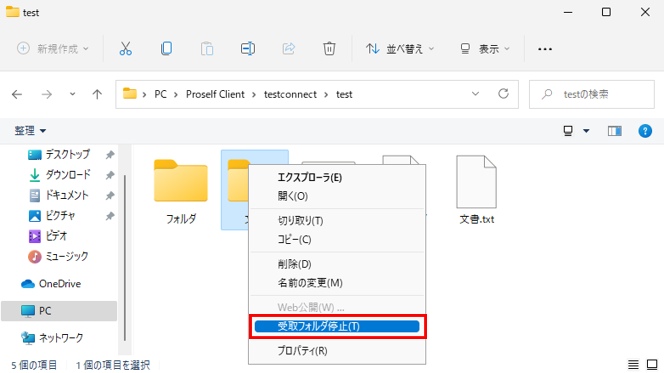 test
新規作成
並べ替え
表示
PC
Proself Client
testconnect
test
testの検索
整理
デスクトップ
ダウンロード
ドキュメント
ピクチャ
ビデオ
ミュージック
OneDrive
PC
ネットワーク
フォルダ
文書.txt
エクスプローラ(E)
開く(O)
切り取り(T)
コピー(C)
削除(D)
名前の変更(M)
Web公開(W) ...
受取フォルダ停止(T)
プロパティ(R)
5 個の項目
1 個の項目を選択